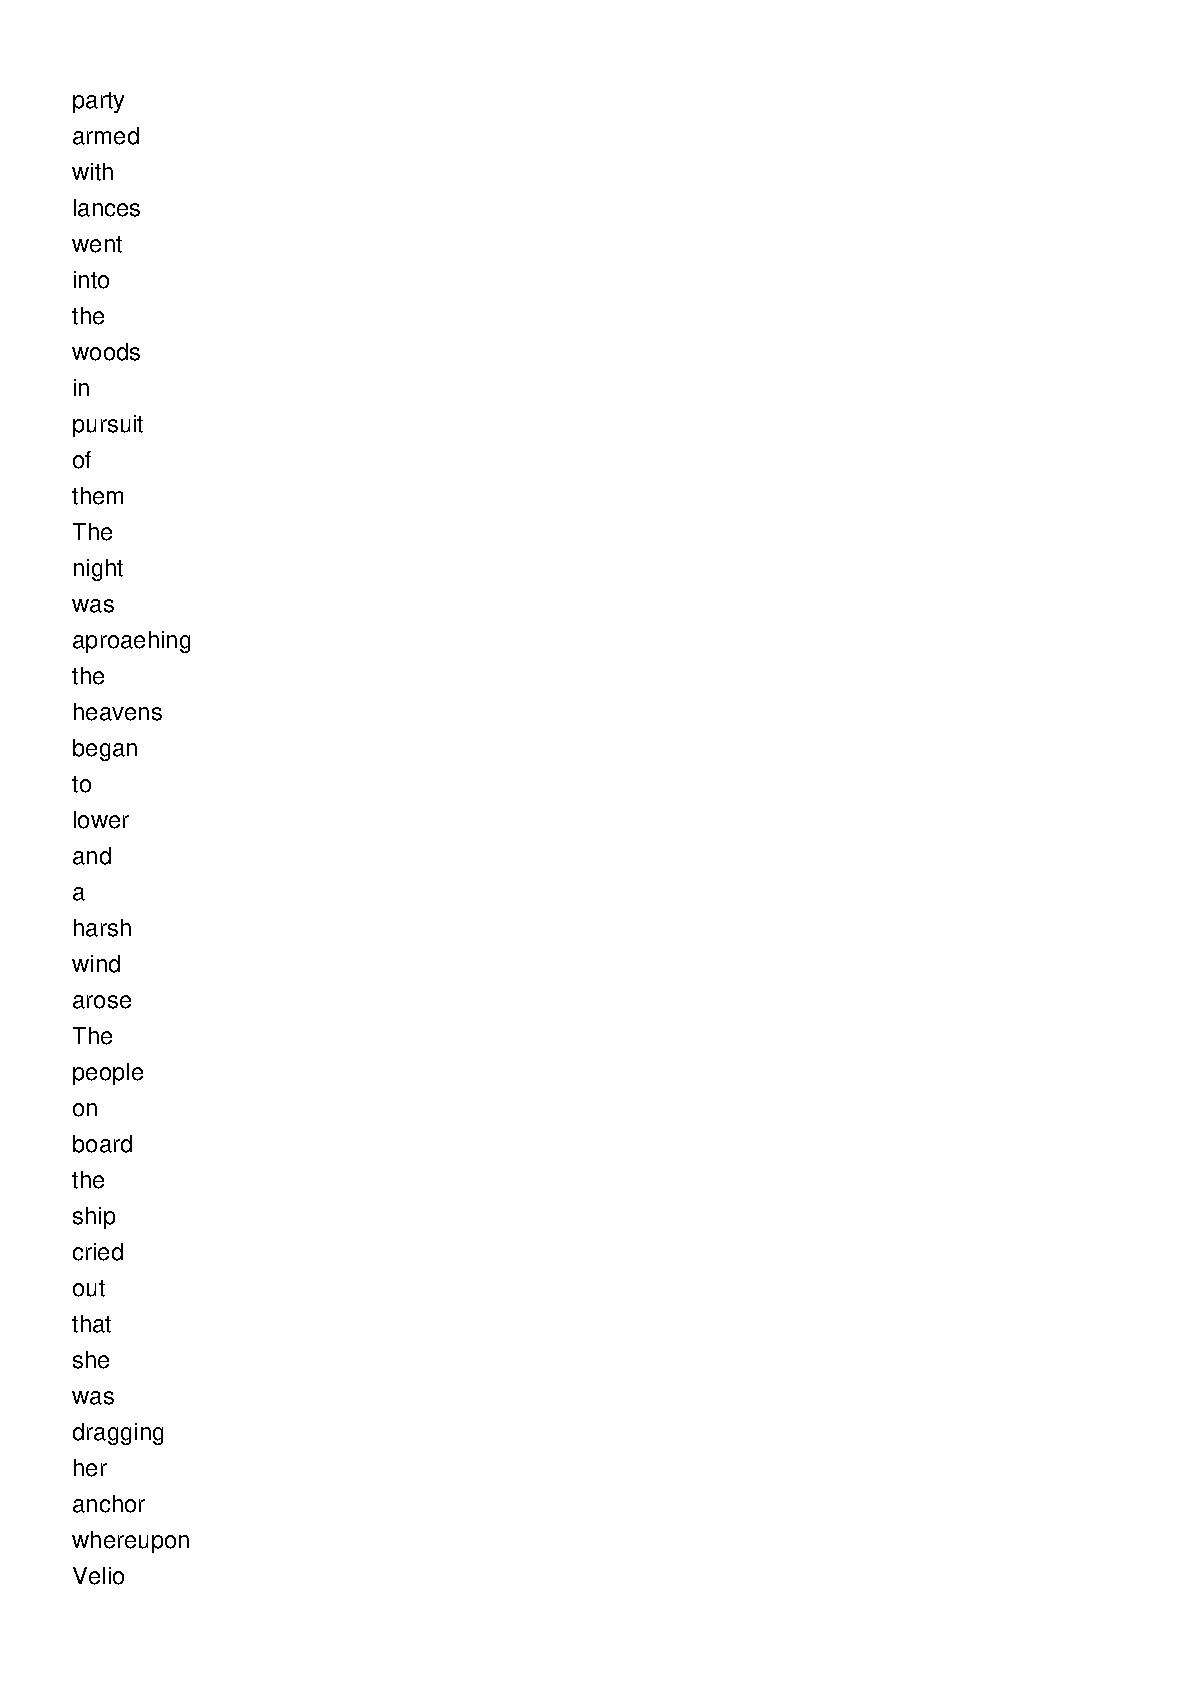 party
armed
with
lances
went
into
the
woods
in
pursuit
of
them
The
night
was
aproaehing
the
heavens
began
to
lower
and
a
harsh
wind
arose
The
people
on
board
the
ship
cried
out
that
she
was
dragging
her
anchor
whereupon
Velio